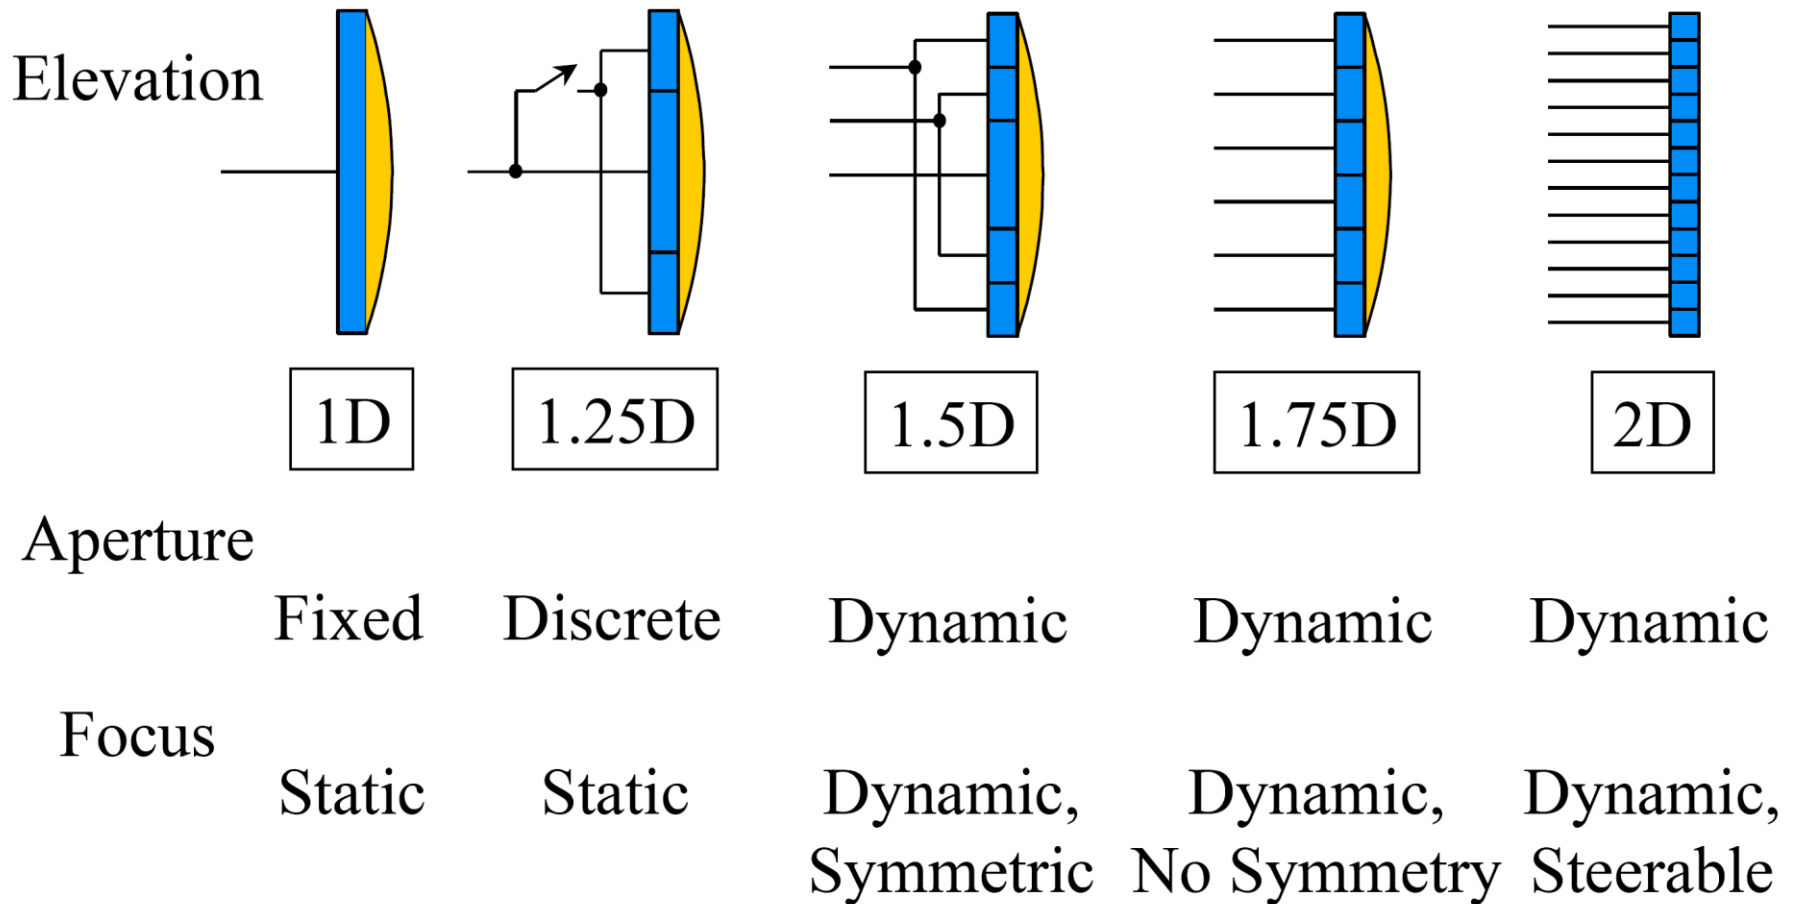 Elevation
1D 1.25D 1.5D 1.75D 2D
Aperture
Fixed Discrete Dynamic Dynamic Dynamic
Focus
Static Static Dynamic, Dynamic, Dynamic,
Symmetric No Symmetry Steerable